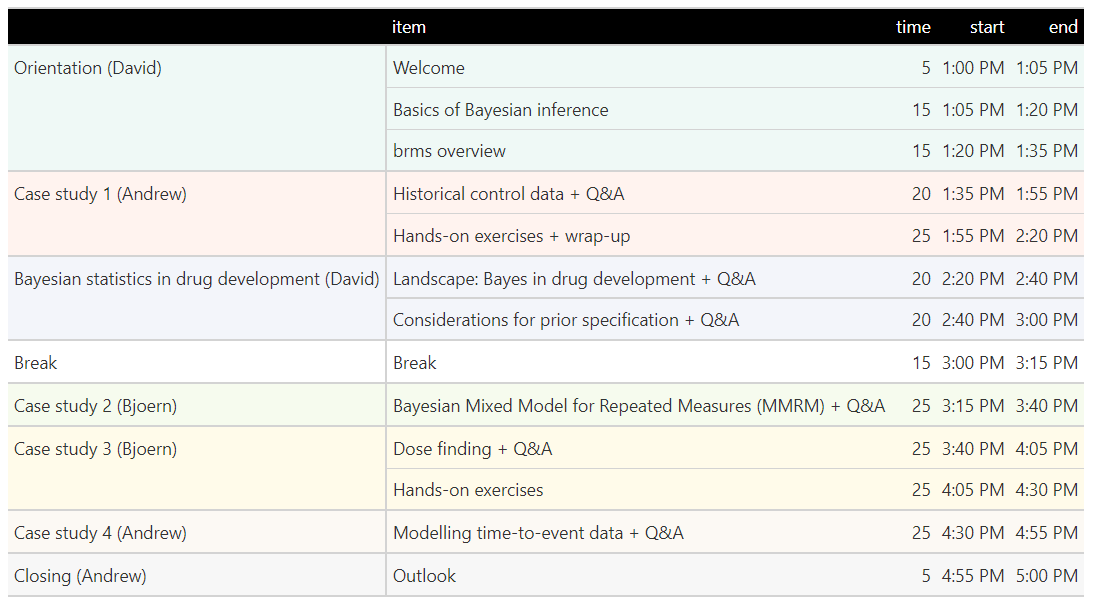 item time start end
Orientation (David) Welcome 5 1:00 PM 1:05 PM
Basics of Bayesian inference 15 1:05 PM 1:20 PM
brms overview 15 1:20 PM 1:35 PM
Case study 1 (Andrew) Historical control data + Q&A 20 1:35 PM 1:55 PM
Hands-on exercises + wrap-up 25 1:55 PM 2:20 PM
Bayesian statistics in drug development (David) Landscape: Bayes in drug development + Q&A 20 2:20 PM 2:40 PM
Considerations for prior specification + Q&A 20 2:40 PM 3:00 PM
Break Break 15 3:00 PM 3:15 PM
Case study 2 (Bjoern) Bayesian Mixed Model for Repeated Measures (MMRM) + Q&A 25 3:15 PM 3:40 PM
Case study 3 (Bjoern) Dose finding + Q&A 25 3:40 PM 4:05 PM
Hands-on exercises 25 4:05 PM 4:30 PM
Case study 4 (Andrew) Modelling time-to-event data + Q&A 25 4:30 PM 4:55 PM
Closing (Andrew) Outlook 5 4:55 PM 5:00 PM